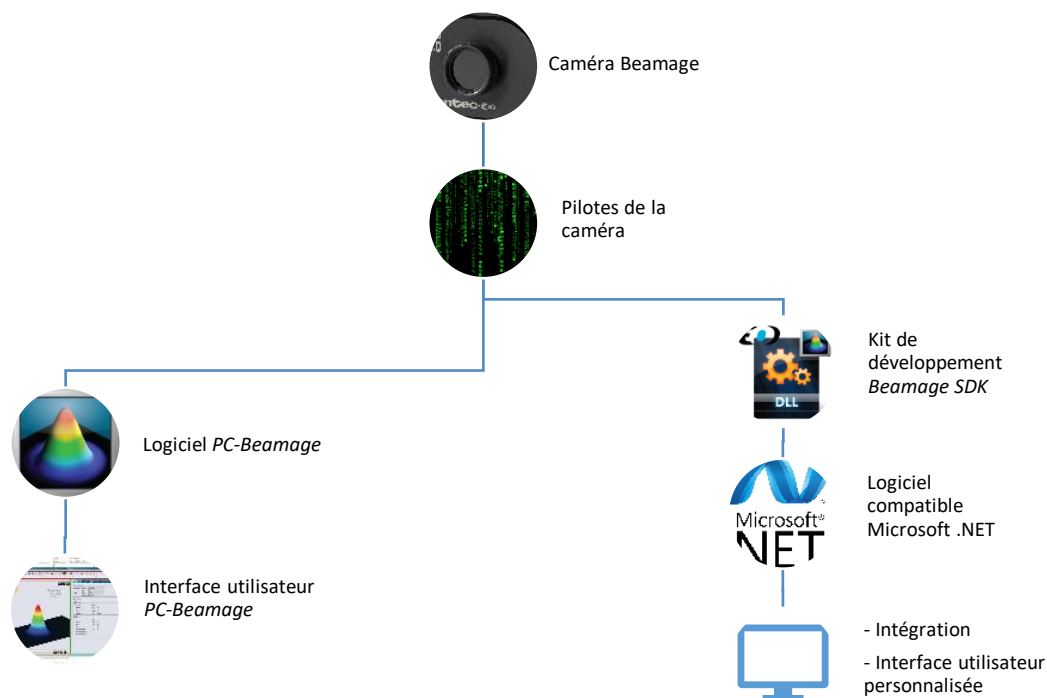 Caméra Beamage
Pilotes de la
caméra
Kit de
développement
Beamage SDK
DLL
Logiciel PC-Beamage
Logiciel
compatible
Microsoft .NET
Microsoft®
.NET
Interface utilisateur
PC-Beamage
- Intégration
- Interface utilisateur
personnalisée